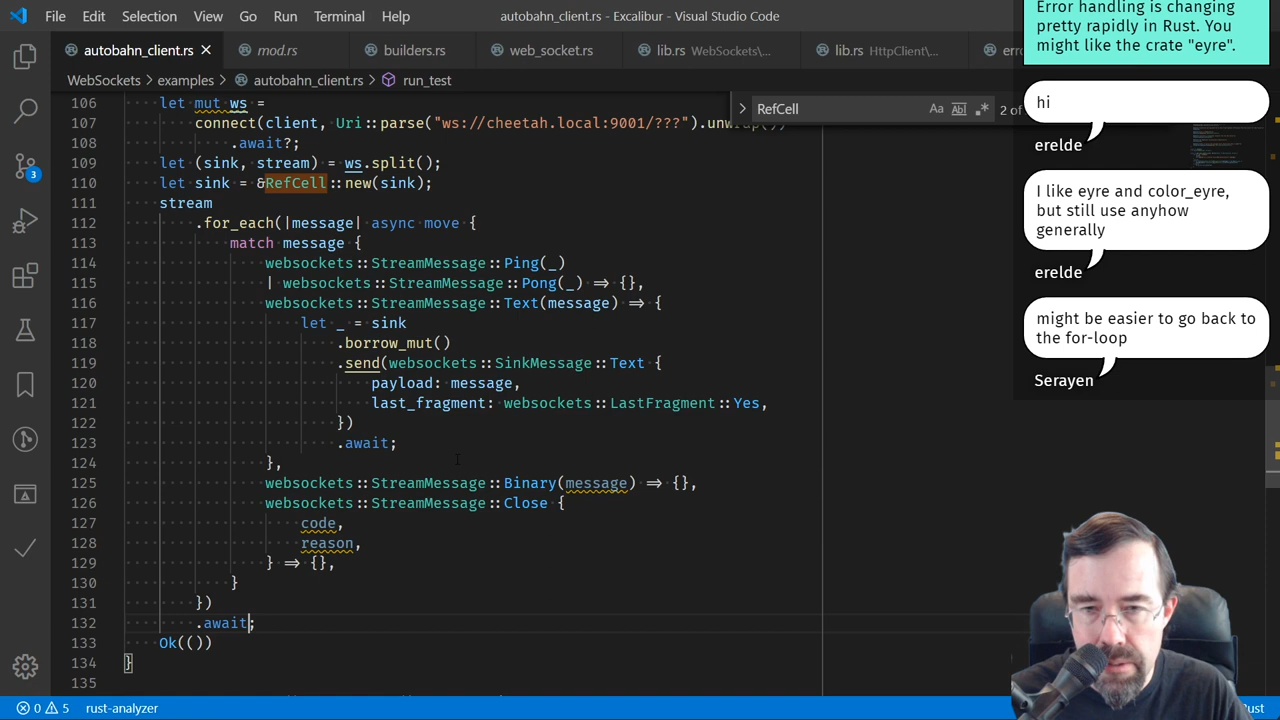 File Edit Selection View Go Run Terminal Help autobahn_client.rs - Excalibur - Visual Studio Code
autobahn_client.rs mod.rs builders.rs web_socket.rs lib.rs WebSockets\... lib.rs HttpClient\...
WebSockets examples autobahn_client.rs run_test
RefCell Aa ab .* 2 of
106 let mut ws =
107 connect(client, Uri::parse("ws://cheetah.local:9001/???").unwrap())
108 .await?;
109 let (sink, stream) = ws.split();
110 let sink = &RefCell::new(sink);
111 stream
112 .for_each(|message| async move {
113 match message {
114 websockets::StreamMessage::Ping(_)
115 | websockets::StreamMessage::Pong(_) => {},
116 websockets::StreamMessage::Text(message) => {
117 let _ = sink
118 .borrow_mut()
119 .send(websockets::SinkMessage::Text {
120 payload: message,
121 last_fragment: websockets::LastFragment::Yes,
122 })
123 .await;
124 },
125 websockets::StreamMessage::Binary(message) => {},
126 websockets::StreamMessage::Close {
127 code,
128 reason,
129 } => {},
130 }
131 })
132 .await;
133 Ok(())
134 }
135
Error handling is changing
pretty rapidly in Rust. You
might like the crate "eyre".
hi
erelde
I like eyre and color_eyre,
but still use anyhow
generally
erelde
might be easier to go back to
the for-loop
Serayen
3
0 5 rust-analyzer